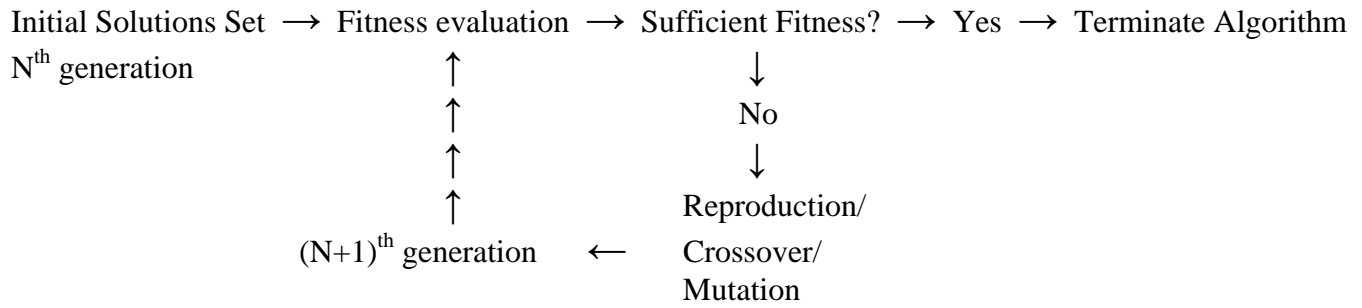 Initial Solutions Set → Fitness evaluation → Sufficient Fitness? → Yes → Terminate Algorithm
Nth generation ↑ ↓
↑ No
↑ ↓
↑ Reproduction/
(N+1)th generation ← Crossover/
Mutation